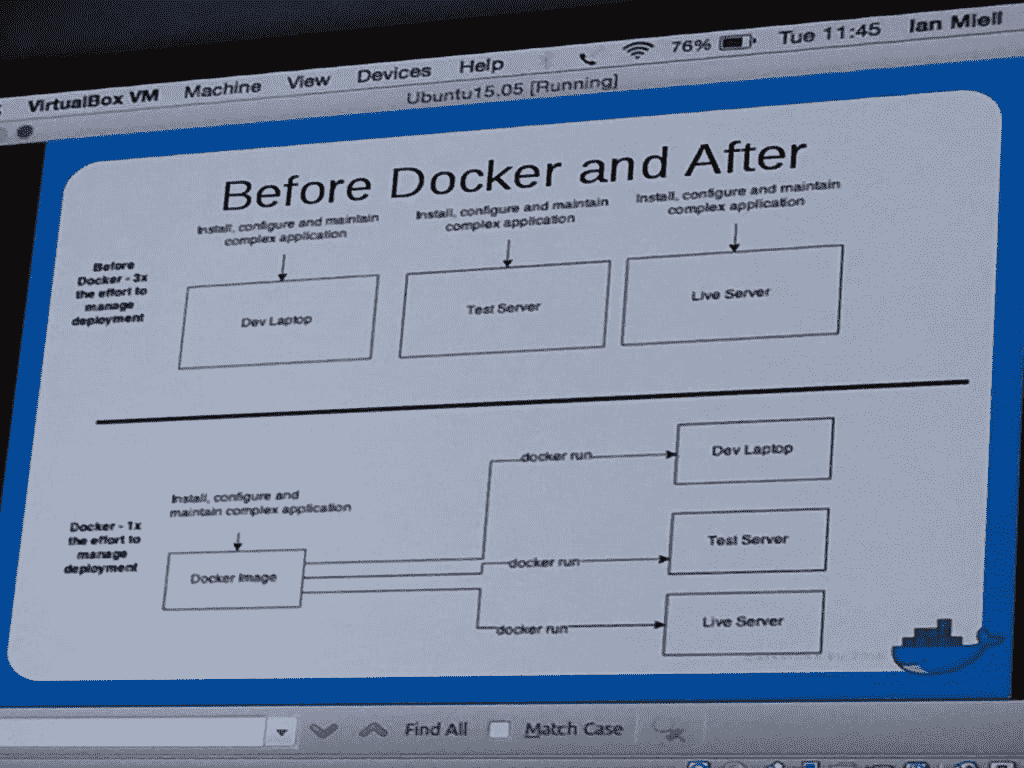 VirtualBox VM Machine View Devices Help 76% Tue 11:45 Ian Miell
Ubuntu15.05 [Running]
Before Docker and After
Install, configure and maintain
complex application
Install, configure and maintain
complex application
Install, configure and maintain
complex application
Before
Docker - 3x
the effort to
manage
deployment
Dev Laptop
Test Server
Live Server
Docker - 1x
the effort to
manage
deployment
Install, configure and
maintain complex application
Docker Image
docker run
Dev Laptop
docker run
Test Server
docker run
Live Server
Find All Match Case